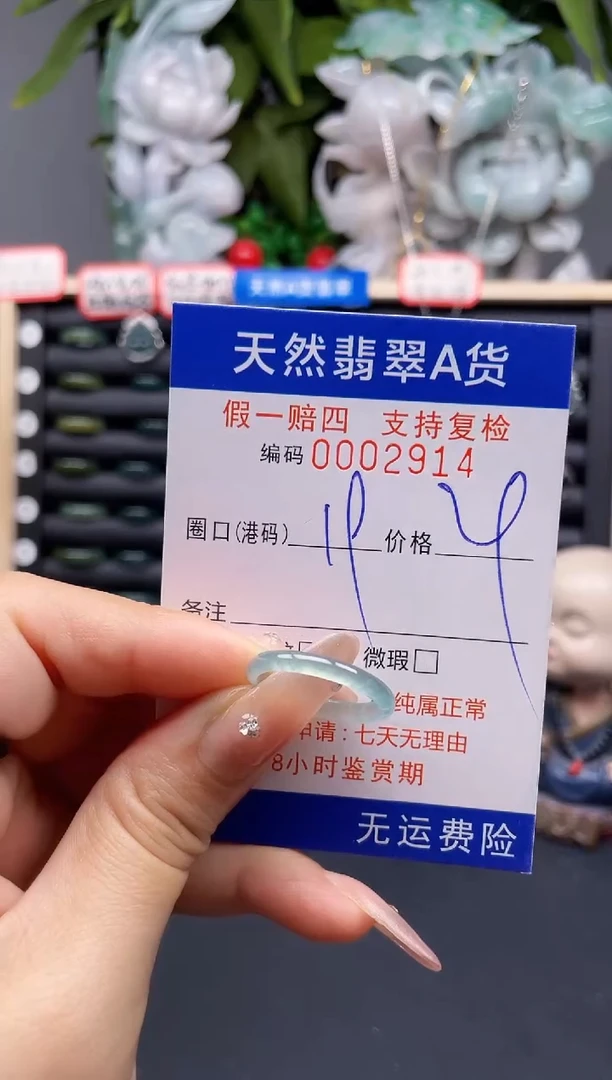 天然翡翠A货
假一赔四 支持复检
编码 0002914
圈口(港码) 价格
备注
微瑕□
纯属正常
申请：七天无理由
8小时鉴赏期
无运费险